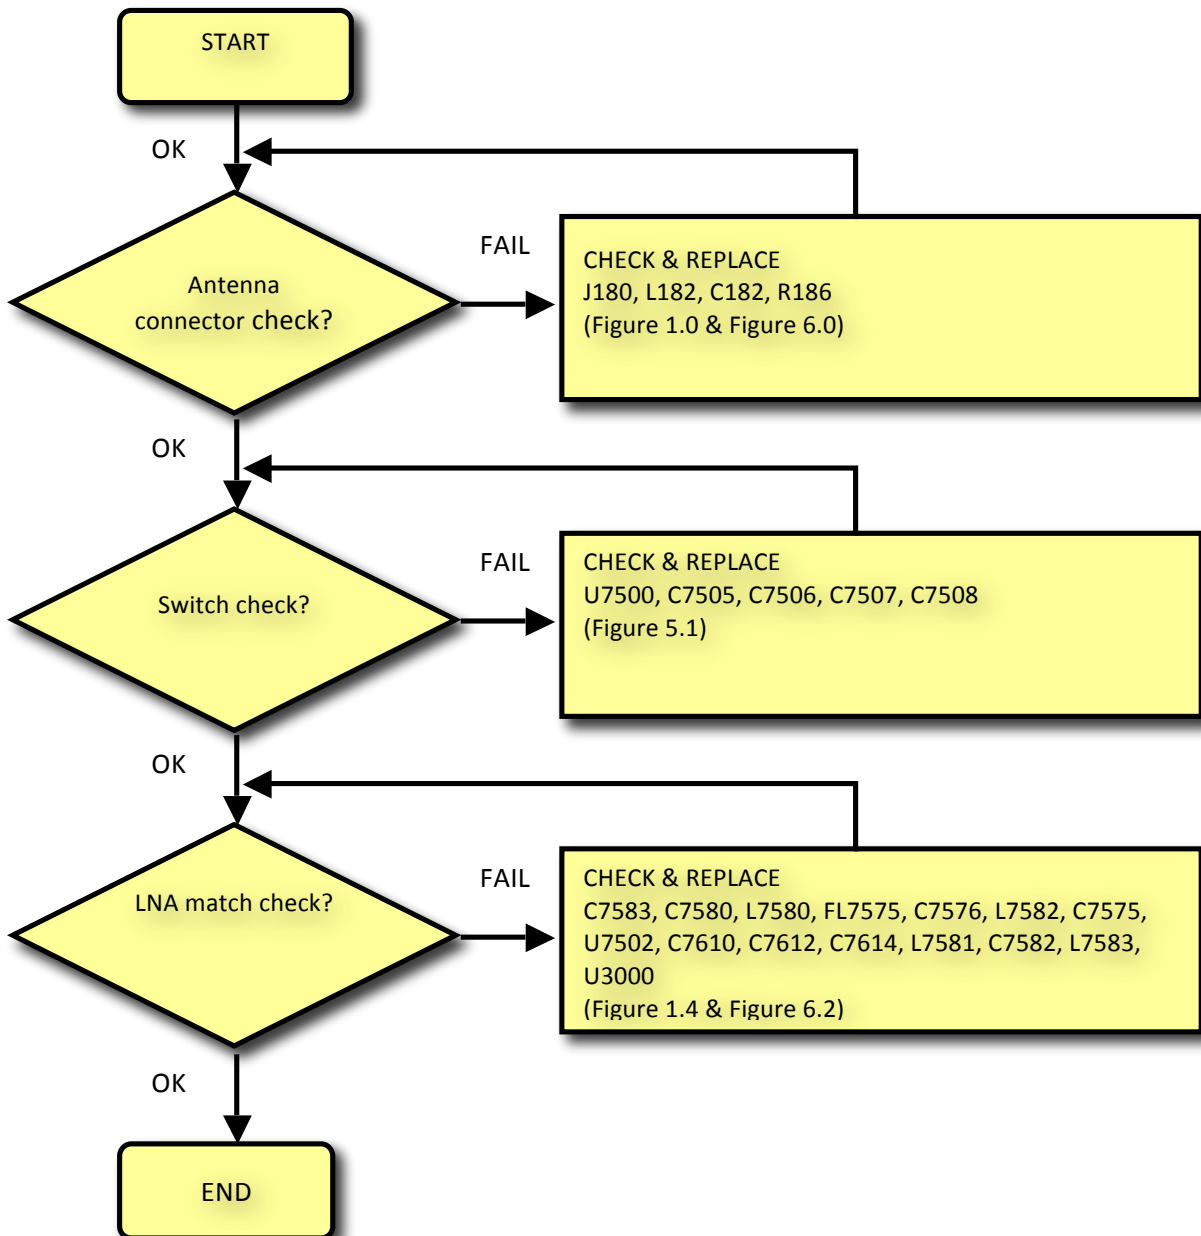 START
OK
FAIL
Antenna
connector check?
CHECK & REPLACE
J180, L182, C182, R186
(Figure 1.0 & Figure 6.0)
OK
FAIL
Switch check?
CHECK & REPLACE
U7500, C7505, C7506, C7507, C7508
(Figure 5.1)
OK
FAIL
LNA match check?
CHECK & REPLACE
C7583, C7580, L7580, FL7575, C7576, L7582, C7575,
U7502, C7610, C7612, C7614, L7581, C7582, L7583,
U3000
(Figure 1.4 & Figure 6.2)
OK
END